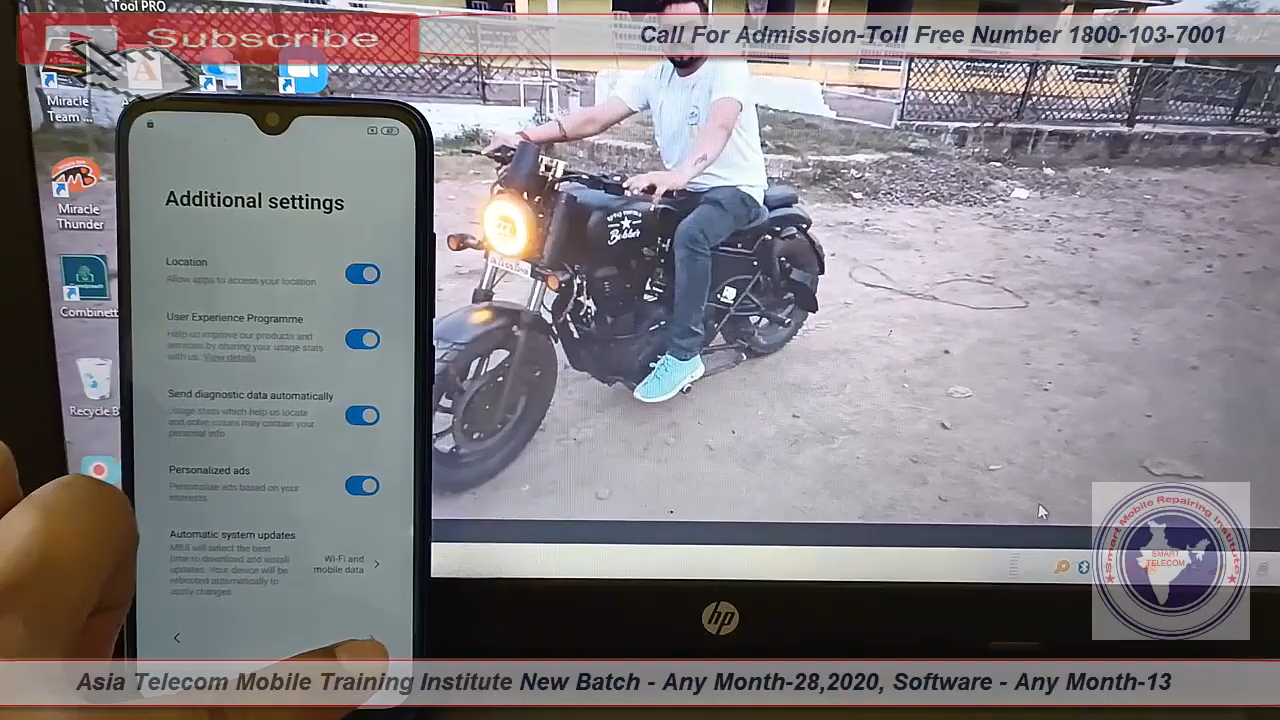 Tool PRO
Subscribe
Call For Admission-Toll Free Number 1800-103-7001
Miracle
Team ...
Miracle
Thunder
Recycle B
Additional settings
Location
Allow apps to access your location
User Experience Programme
Help us improve our products and
services by sharing your usage stats
with us. View details
Send diagnostic data automatically
Usage stats which help us locate
and solve issues may contain your
personal info
Personalized ads
Personalize ads based on your
interests
Automatic system updates
MIUI will select the best
time to download and install
updates. Your device will be
rebooted automatically to
apply changes
Wi-Fi and
mobile data
hp
Smart Mobile Repairing Institute
SMART
TELECOM
Asia Telecom Mobile Training Institute New Batch - Any Month-28,2020, Software - Any Month-13